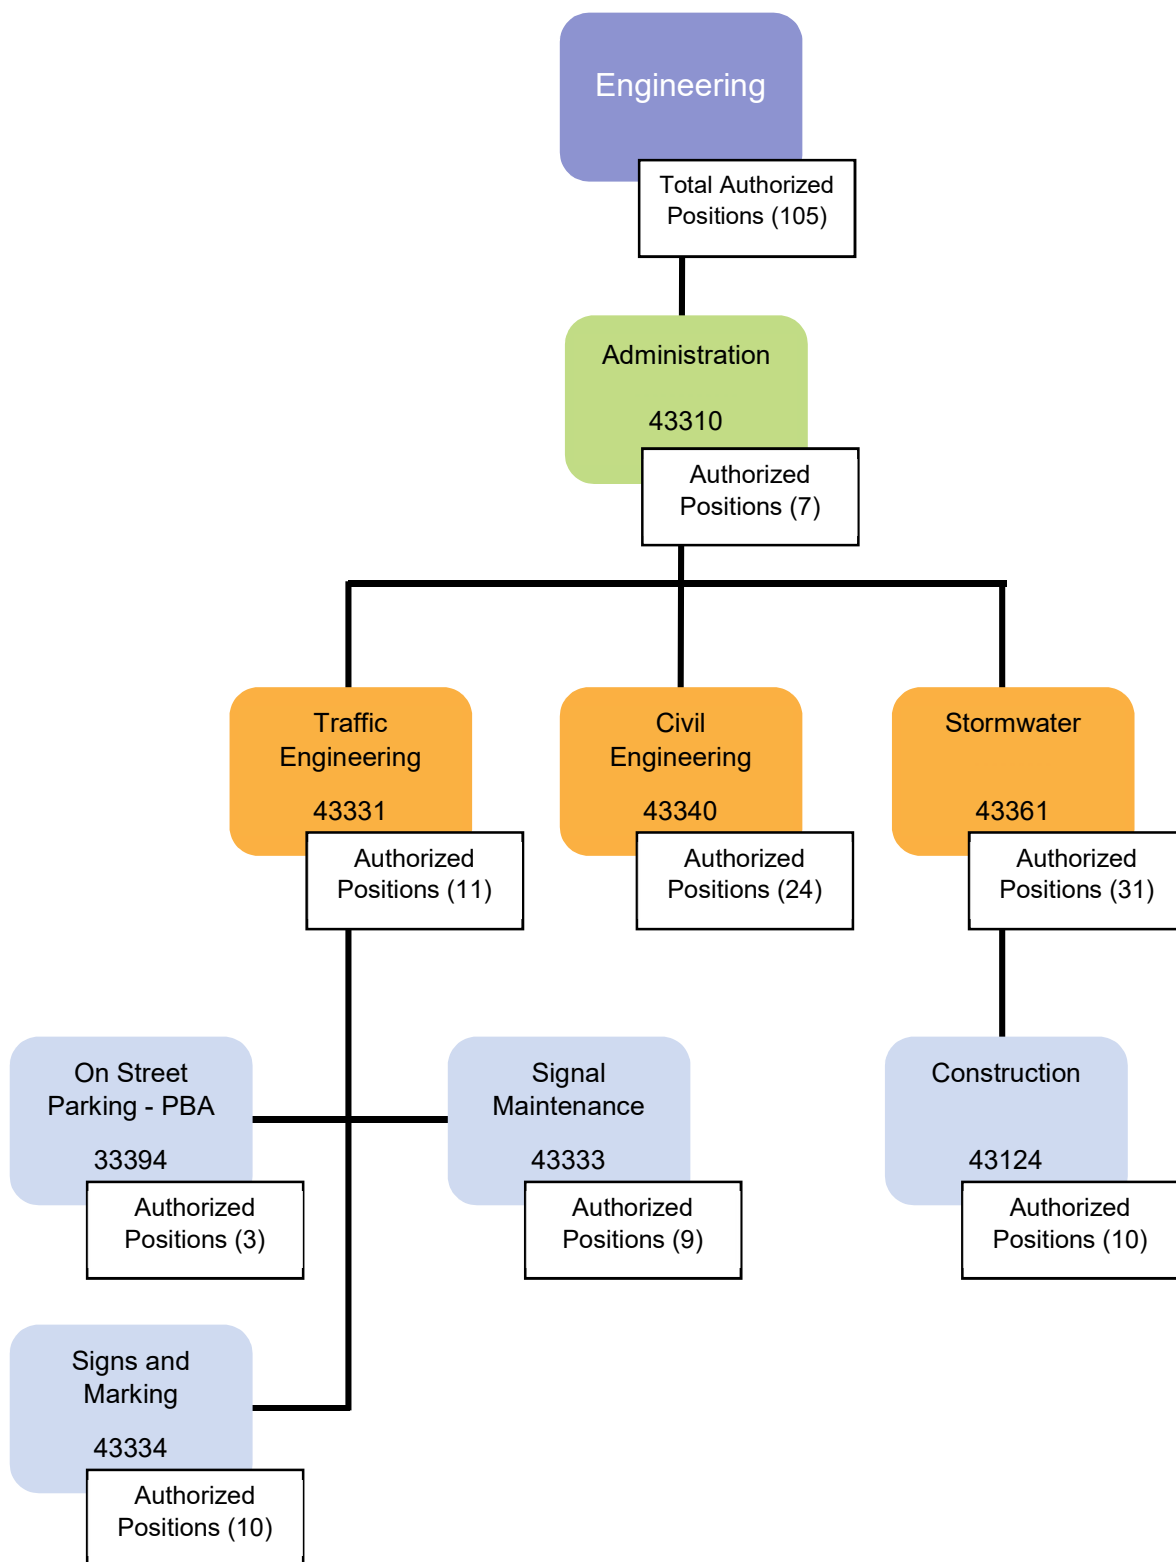 Engineering
Total Authorized
Positions (105)
Administration
43310
Authorized
Positions (7)
Traffic
Engineering
43331
Authorized
Positions (11)
Civil
Engineering
43340
Authorized
Positions (24)
Stormwater
43361
Authorized
Positions (31)
On Street
Parking - PBA
33394
Authorized
Positions (3)
Signal
Maintenance
43333
Authorized
Positions (9)
Construction
43124
Authorized
Positions (10)
Signs and
Marking
43334
Authorized
Positions (10)